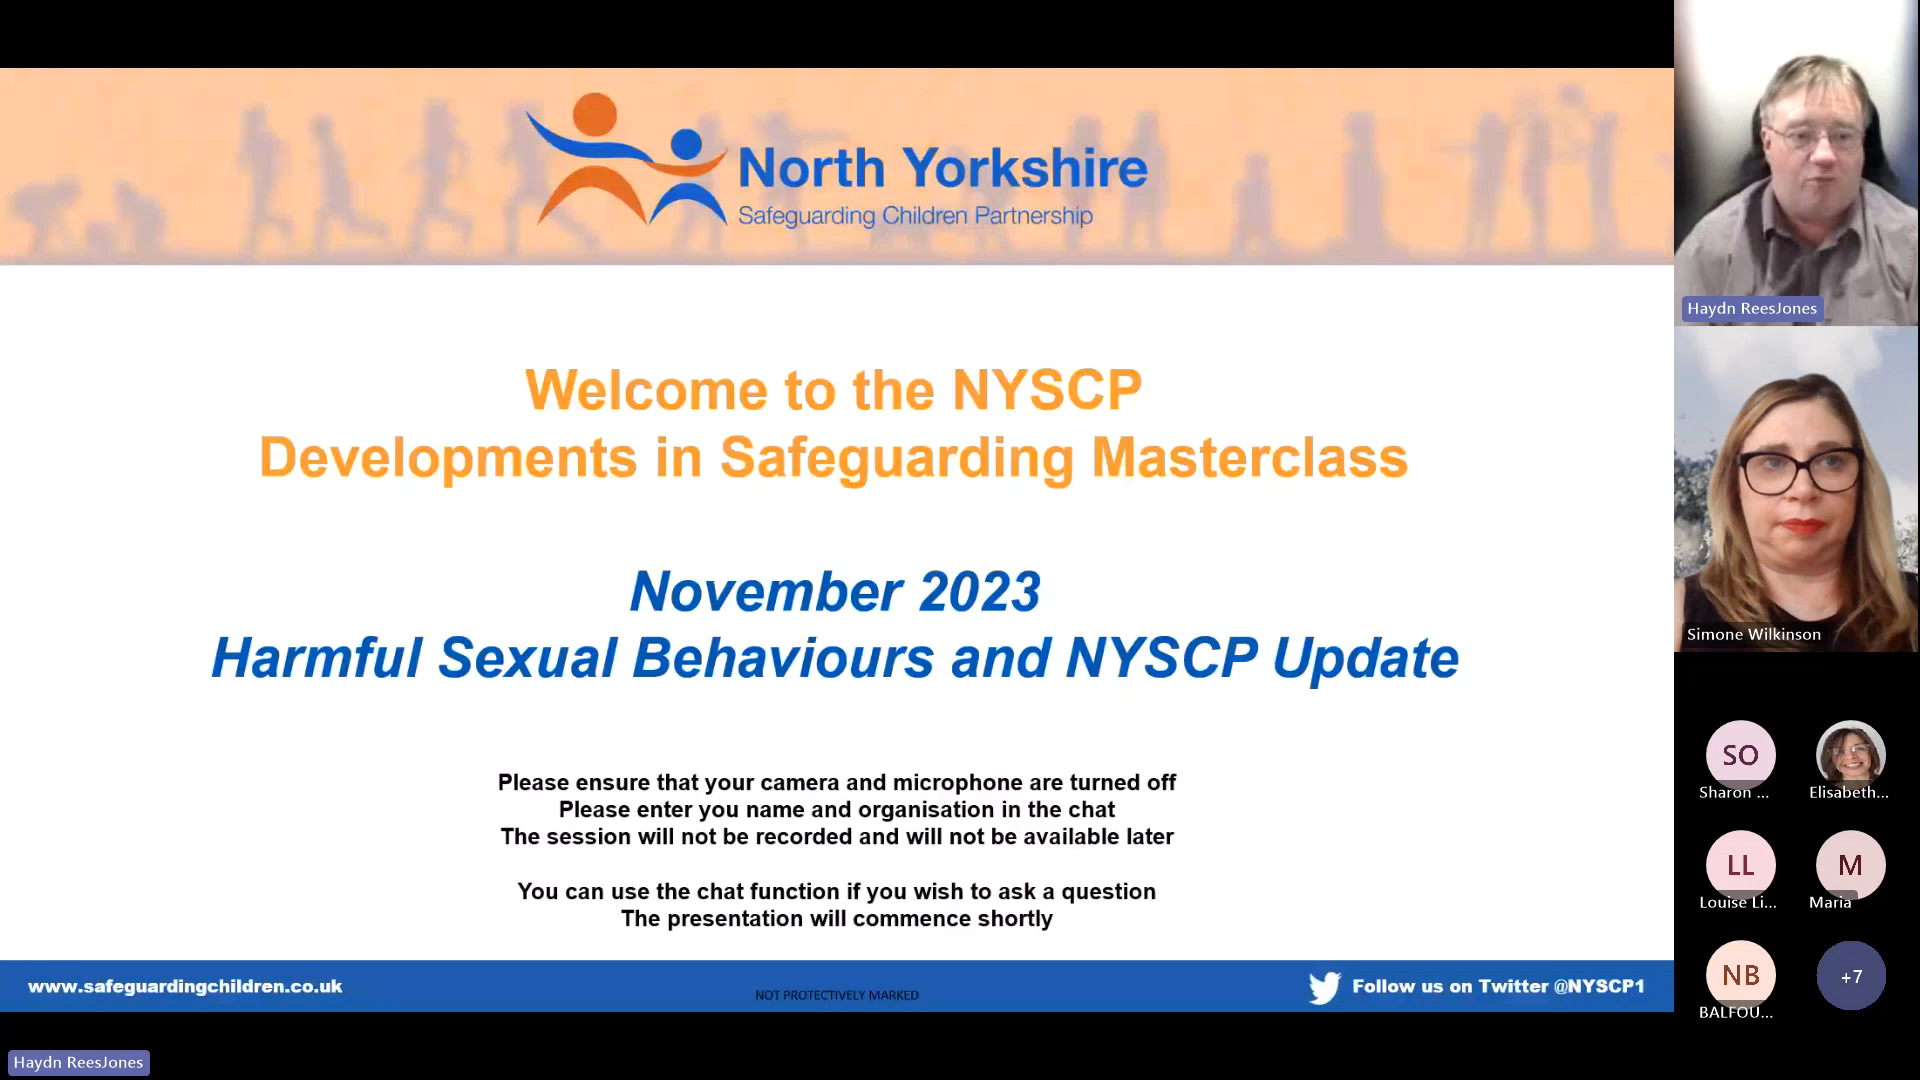 North Yorkshire
Safeguarding Children Partnership
Welcome to the NYSCP
Developments in Safeguarding Masterclass
November 2023
Harmful Sexual Behaviours and NYSCP Update
Please ensure that your camera and microphone are turned off
Please enter you name and organisation in the chat
The session will not be recorded and will not be available later
You can use the chat function if you wish to ask a question
The presentation will commence shortly
www.safeguardingchildren.co.uk
NOT PROTECTIVELY MARKED
Follow us on Twitter @NYSCP1
Haydn ReesJones
Haydn ReesJones
Simone Wilkinson
SO
Sharon ...
Elisabeth...
LL
Louise Li...
M
Maria
NB
BALFOU...
+7